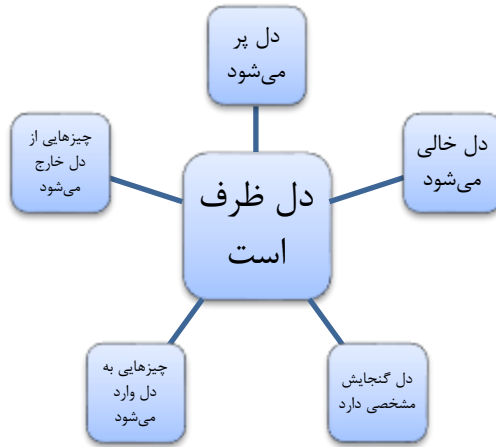 دل پر
می‌شود
دل خالی
می‌شود
چیزهایی از
دل خارج
می‌شود
دل ظرف
است
دل گنجایش
مشخصی دارد
چیزهایی به
دل وارد
می‌شود